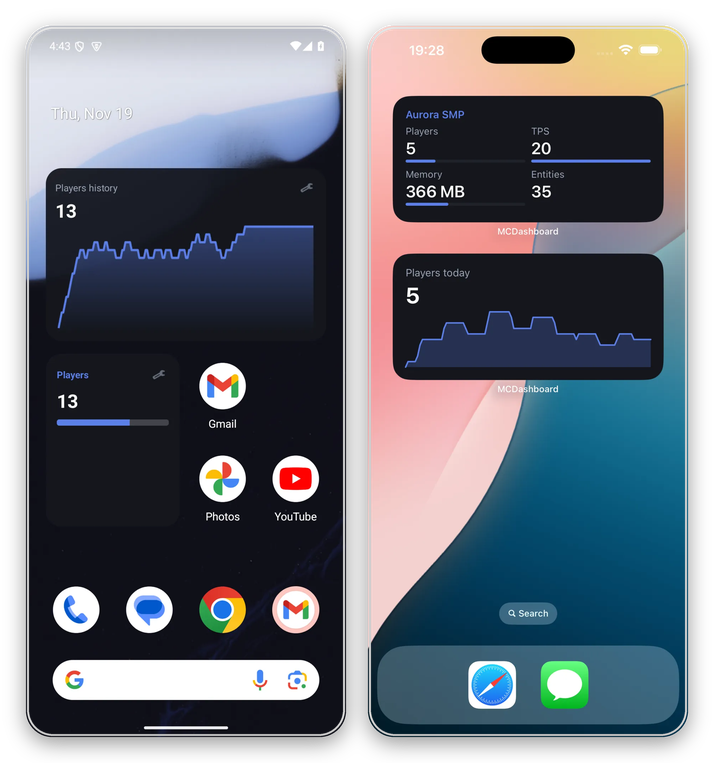 4:43
Thu, Nov 19
Players history
13
Players
13
Gmail
Photos
YouTube
19:28
Aurora SMP
Players
TPS
5
20
Memory
Entities
366 MB
35
MCDashboard
Players today
5
MCDashboard
Search